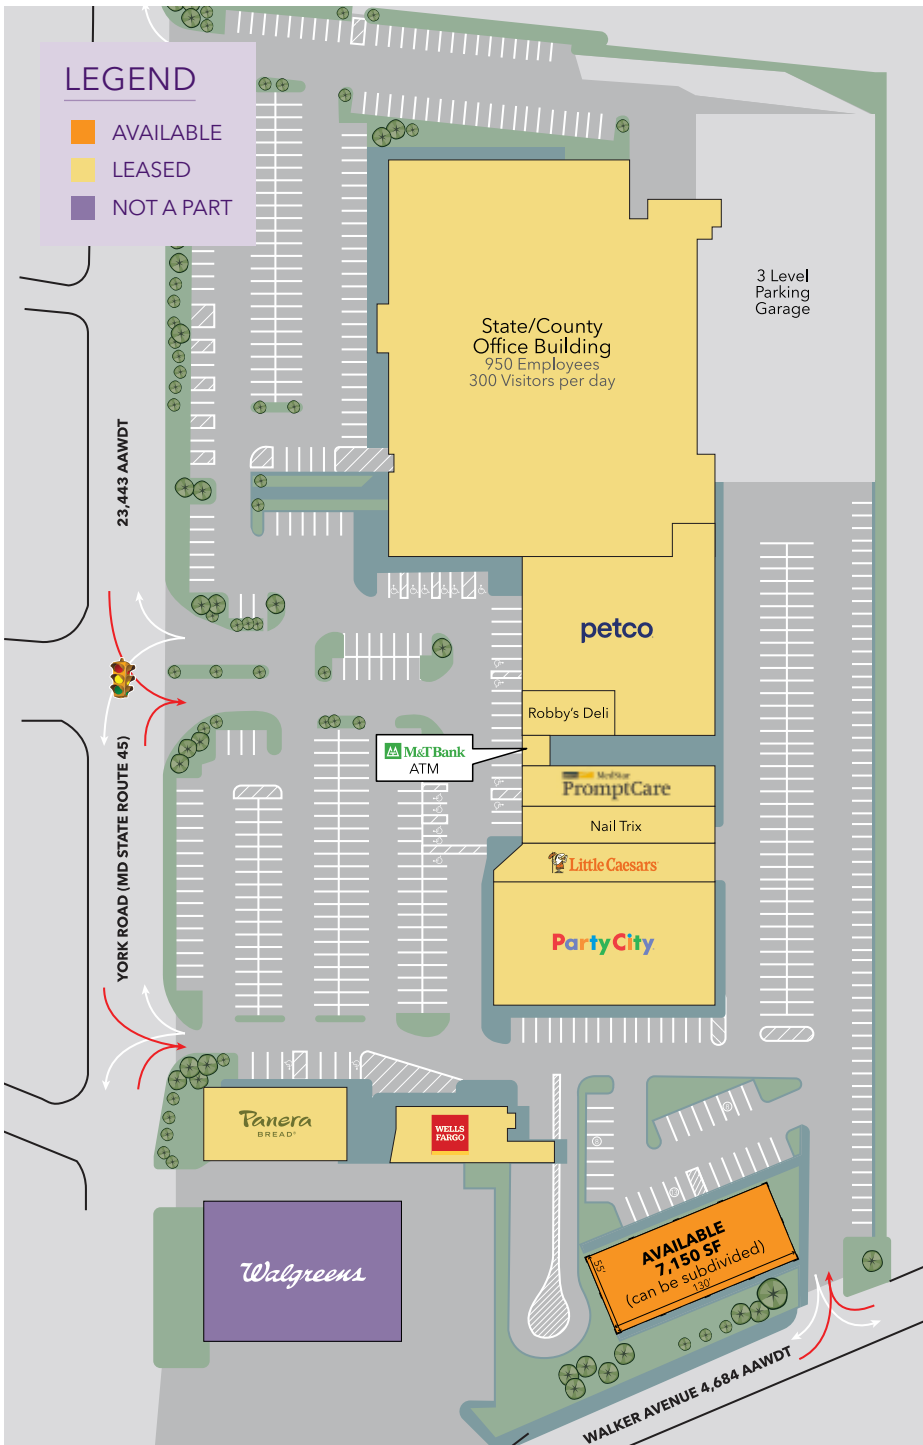 LEGEND
AVAILABLE
LEASED
NOT A PART
3 Level
Parking
Garage
State/County
Office Building
950 Employees
300 Visitors per day
23,443 AAWDT
petco
Robby's Deli
M&T Bank
ATM
MedStar
PromptCare
Nail Trix
Little Caesars
YORK ROAD (MD STATE ROUTE 45)
Party City
Panera
BREAD®
WELLS
FARGO
Walgreens
AVAILABLE
7,150 SF
(can be subdivided)
55'
130'
WALKER AVENUE 4,684 AAWDT